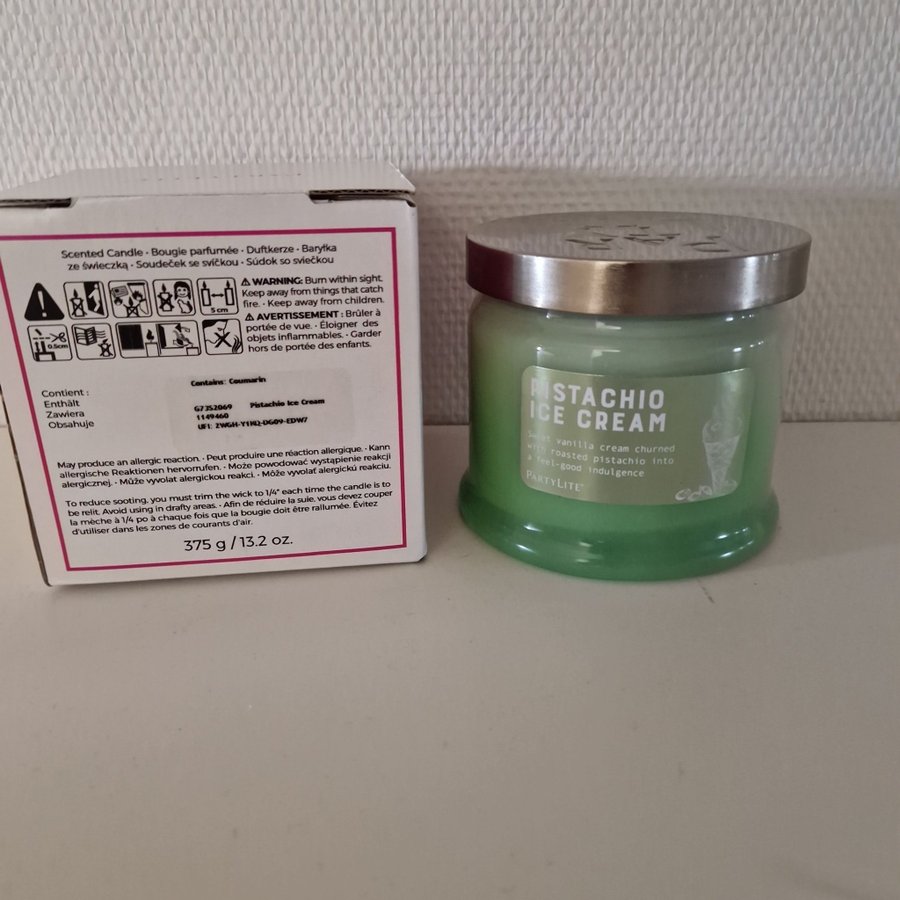 Scented Candle • Bougie parfumée • Duftkerze • Baryłka
ze świeczką • Soudeček se svíčkou • Súdok so sviečkou
⚠ WARNING: Burn within sight.
Keep away from things that catch
fire. • Keep away from children.
⚠ AVERTISSEMENT : Brûler à
portée de vue. • Éloigner des
objets inflammables. • Garder
hors de portée des enfants.
5 cm
0.5cm
Contient :
Enthält
Zawiera
Obsahuje
Contains: Coumarin
G7352069 Pistachio Ice Cream
1149460
May produce an allergic reaction. • Peut produire une réaction allergique. • Kann
allergische Reaktionen hervorrufen. • Może powodować wystąpienie reakcji
alergicznej. • Může vyvolat alergickou reakci. • Môže vyvolať alergickú reakciu.
To reduce sooting, you must trim the wick to 1/4" each time the candle is to
be relit. Avoid using in drafty areas. • Afin de réduire la suie, vous devez couper
la mèche à 1/4 po à chaque fois que la bougie doit être rallumée. Évitez
d'utiliser dans les zones de courants d'air.
375 g / 13.2 oz.
PISTACHIO
ICE CREAM
Sweet vanilla cream churned
with roasted pistachio into
a feel-good indulgence
PARTYLITE®